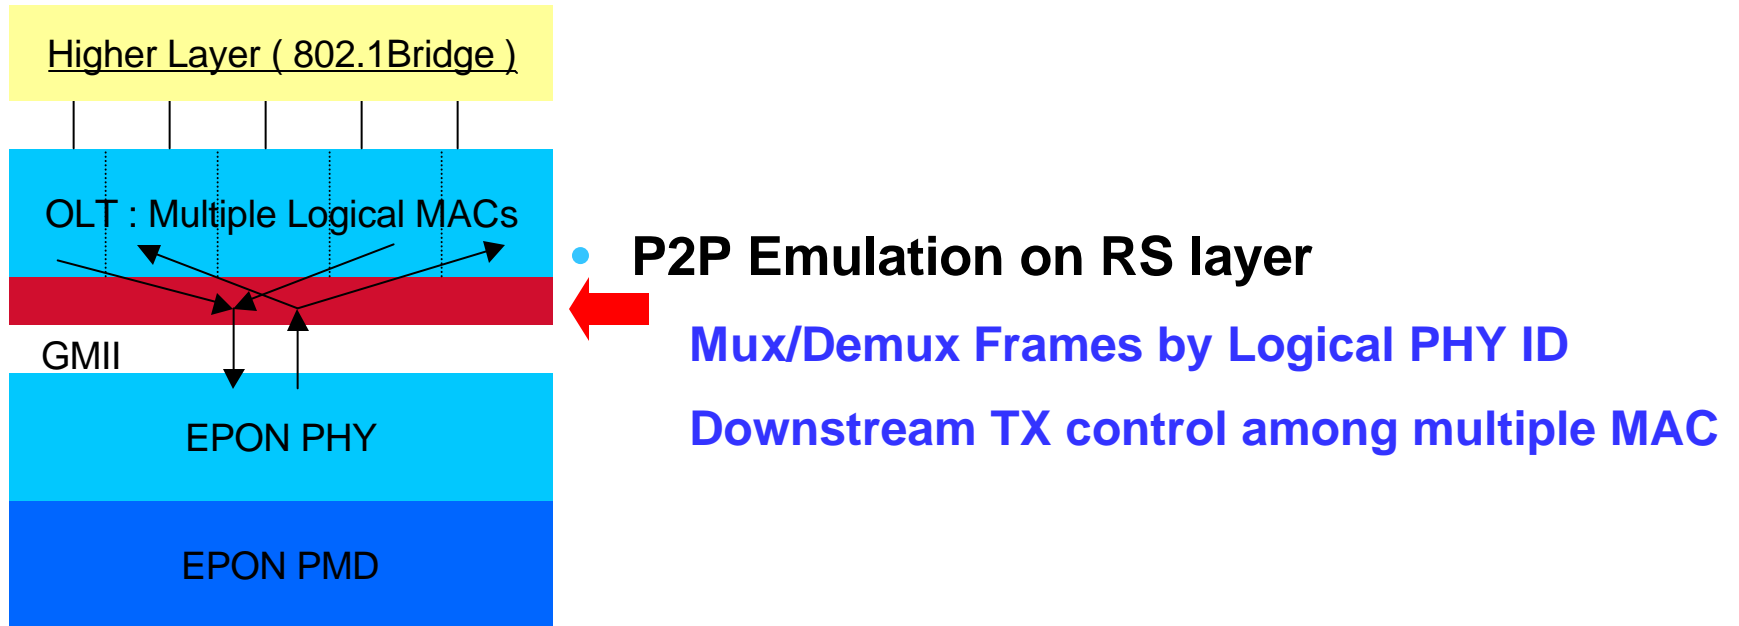 Higher Layer ( 802.1Bridge )
OLT : Multiple Logical MACs
GMII
EPON PHY
EPON PMD
• P2P Emulation on RS layer
Mux/Demux Frames by Logical PHY ID
Downstream TX control among multiple MAC